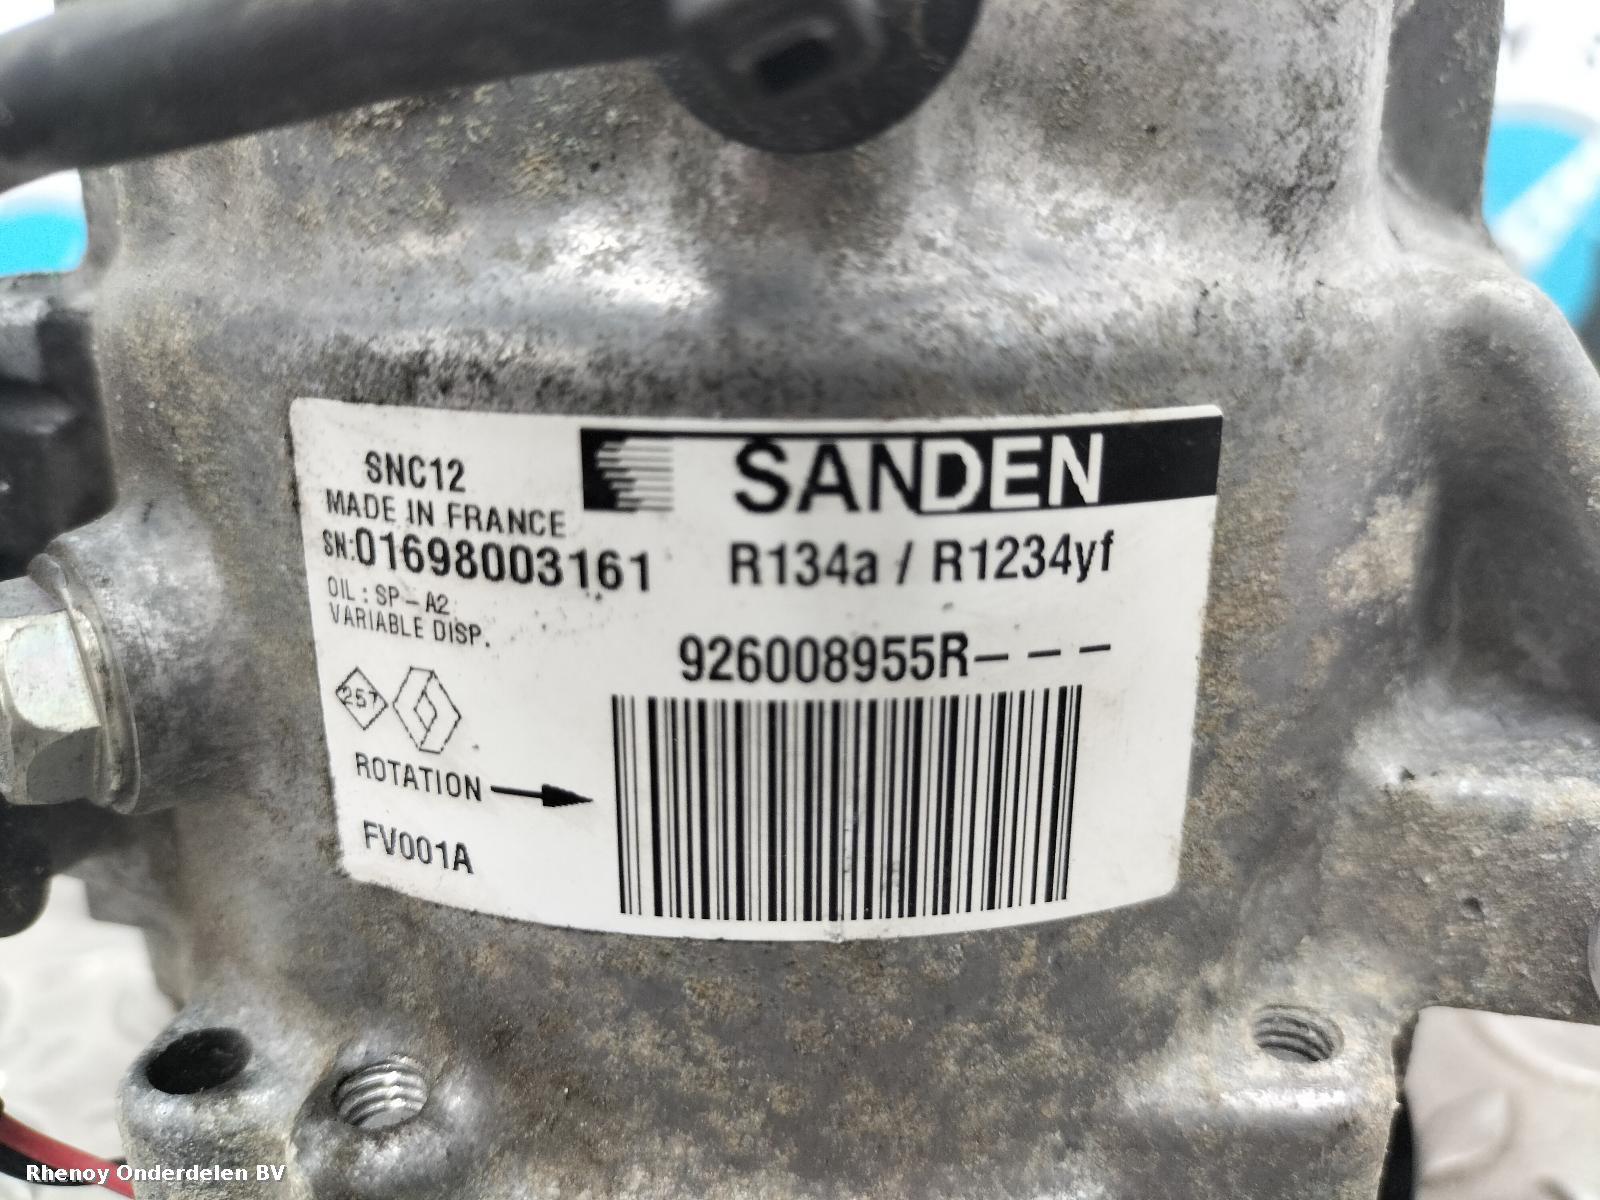 SANDEN
SNC12
MADE IN FRANCE
SN:01698003161
R134a / R1234yf
OIL : SP-A2
VARIABLE DISP.
926008955R- - -
257
ROTATION
FV001A
Rhenoy Onderdelen BV